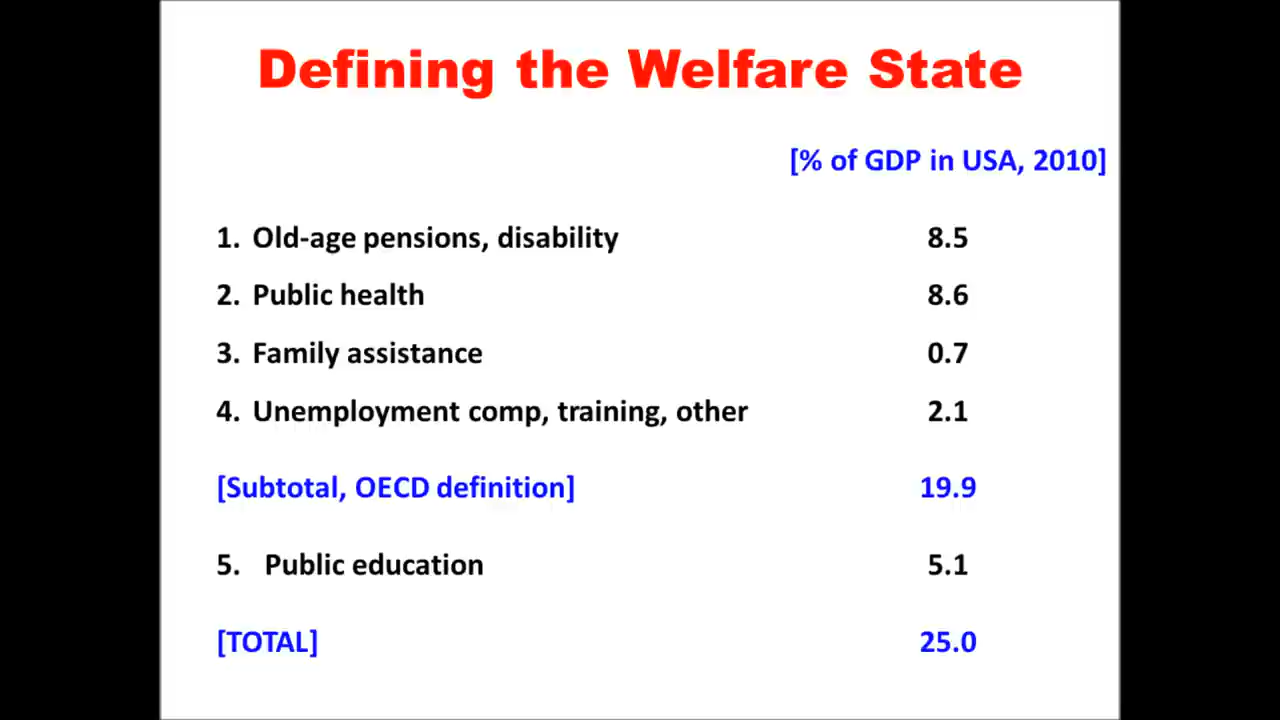 Defining the Welfare State
[% of GDP in USA, 2010]
1. Old-age pensions, disability 8.5
2. Public health 8.6
3. Family assistance 0.7
4. Unemployment comp, training, other 2.1
[Subtotal, OECD definition] 19.9
5. Public education 5.1
[TOTAL] 25.0